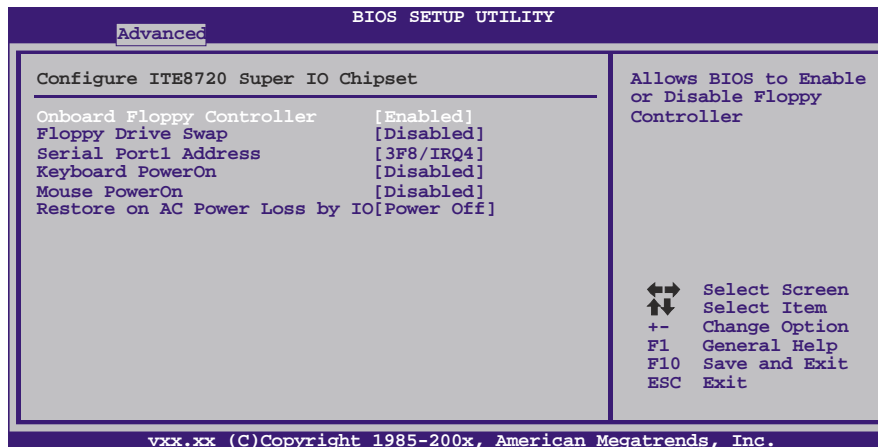 BIOS SETUP UTILITY
Advanced
Configure ITE8720 Super IO Chipset
Onboard Floppy Controller [Enabled]
Floppy Drive Swap [Disabled]
Serial Port1 Address [3F8/IRQ4]
Keyboard PowerOn [Disabled]
Mouse PowerOn [Disabled]
Restore on AC Power Loss by IO[Power Off]
Allows BIOS to Enable
or Disable Floppy
Controller
Select Screen
Select Item
+- Change Option
F1 General Help
F10 Save and Exit
ESC Exit
vxx.xx (C)Copyright 1985-200x, American Megatrends, Inc.